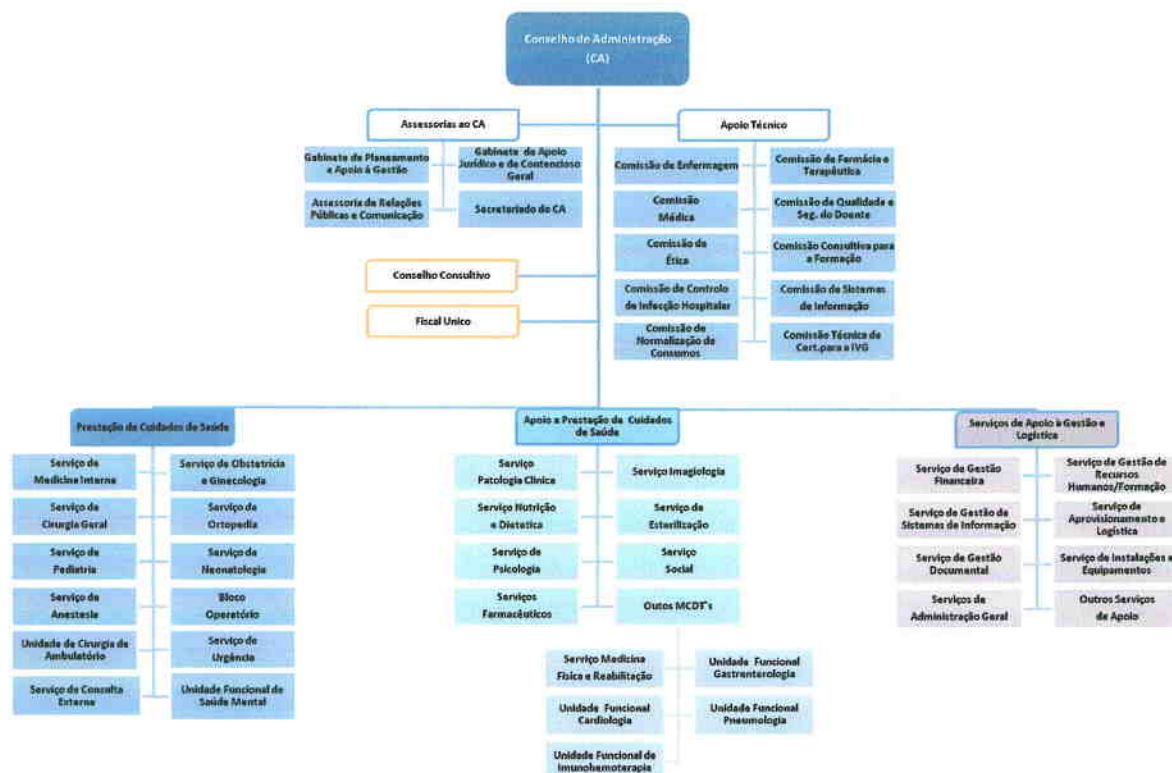 Conselho de Administração
(CA)
Assessorias ao CA
Apoio Técnico
Gabinete de Planeamento
e Apoio à Gestão
Gabinete de Apoio
Jurídico e de Contencioso
Geral
Assessoria de Relações
Públicas e Comunicação
Secretariado do CA
Comissão de Enfermagem
Comissão de Farmácia e
Terapêutica
Comissão
Médica
Comissão de Qualidade e
Seg. do Doente
Comissão de
Ética
Comissão Consultiva para
a Formação
Comissão de Controlo
de Infecção Hospitalar
Comissão de Sistemas
de Informação
Comissão de
Normalização de
Consumos
Comissão Técnica de
Cert.para a IVG
Conselho Consultivo
Fiscal Unico
Prestação de Cuidados de Saúde
Serviço de
Medicina Interna
Serviço de Obstetrícia
e Ginecologia
Serviço de
Cirurgia Geral
Serviço de
Ortopedia
Serviço de
Pediatria
Serviço de
Neonatologia
Serviço de
Anestesia
Bloco
Operatório
Unidade de Cirurgia de
Ambulatório
Serviço de
Urgência
Serviço de Consulta
Externa
Unidade Funcional de
Saúde Mental
Apoio a Prestação de Cuidados
de Saúde
Serviço
Patologia Clínica
Serviço Imagiologia
Serviço Nutrição
e Dietetica
Serviço de
Esterilização
Serviço de
Psicologia
Serviço
Social
Serviços
Farmacêuticos
Outos MCDT's
Serviço Medicina
Física e Reabilitação
Unidade Funcional
Gastrenterologia
Unidade Funcional
Cardiologia
Unidade Funcional
Pneumologia
Unidade Funcional de
Imunohemoterapia
Serviços de Apoio à Gestão e
Logística
Serviço de Gestão
Financeira
Serviço de Gestão de
Recursos
Humanos/Formação
Serviço de Gestão de
Sistemas de Informação
Serviço de
Aprovisionamento e
Logística
Serviço de Gestão
Documental
Serviço de Instalações e
Equipamentos
Serviços de
Administração Geral
Outros Serviços
de Apoio